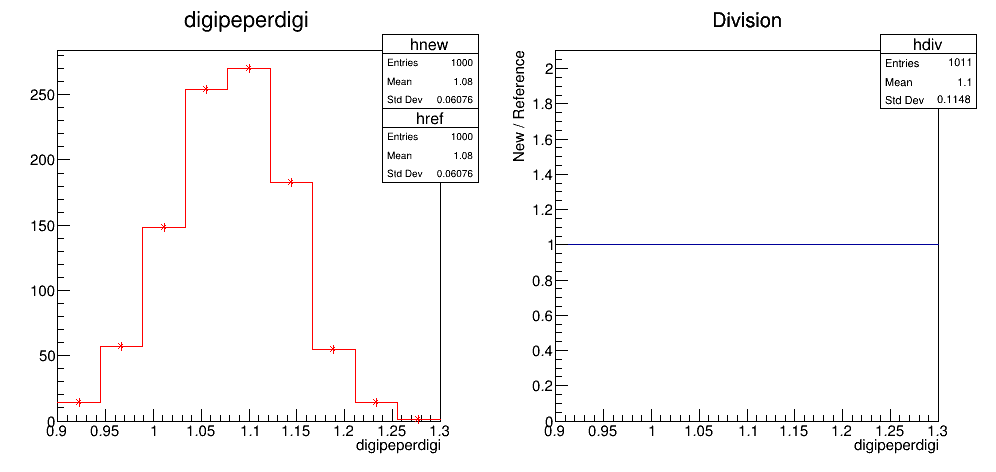 digipeperdigi
hnew
Entries 1000
Mean 1.08
Std Dev 0.06076
href
Entries 1000
Mean 1.08
Std Dev 0.06076
250
200
150
100
50
0
0.9 0.95 1 1.05 1.1 1.15 1.2 1.25 1.3
digipeperdigi
Division
hdiv
Entries 1011
Mean 1.1
Std Dev 0.1148
New / Reference
2
1.8
1.6
1.4
1.2
1
0.8
0.6
0.4
0.2
0
0.9 0.95 1 1.05 1.1 1.15 1.2 1.25 1.3
digipeperdigi